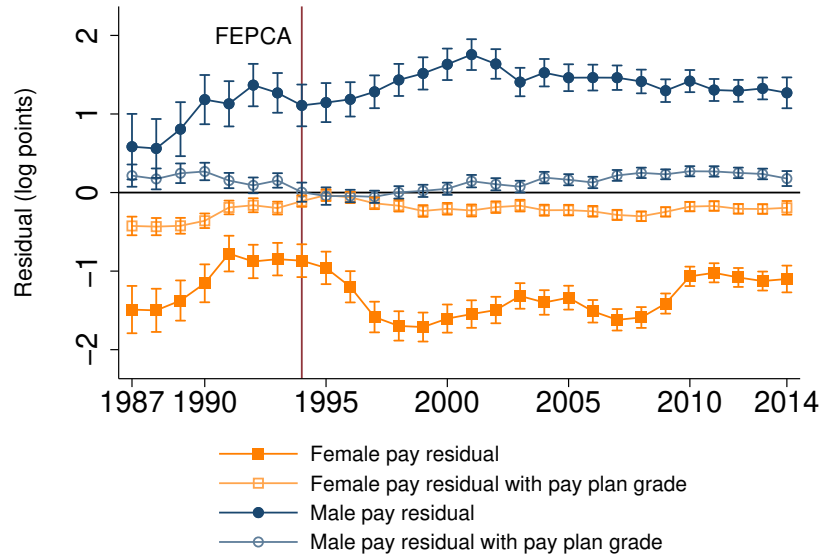 FEPCA
Residual (log points)
2
1
0
−1
−2
1987 1990 1995 2000 2005 2010 2014
Female pay residual
Female pay residual with pay plan grade
Male pay residual
Male pay residual with pay plan grade